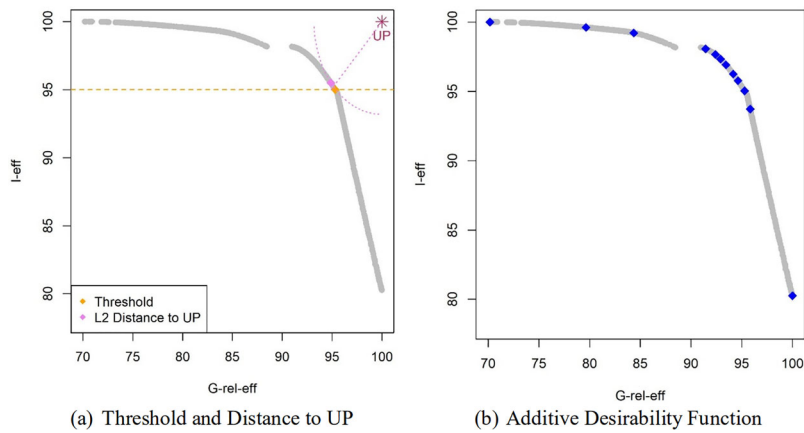 100
95
90
85
80
I-eff
UP
Threshold
L2 Distance to UP
70 75 80 85 90 95 100
G-rel-eff
(a) Threshold and Distance to UP
100
95
90
85
80
I-eff
70 75 80 85 90 95 100
G-rel-eff
(b) Additive Desirability Function